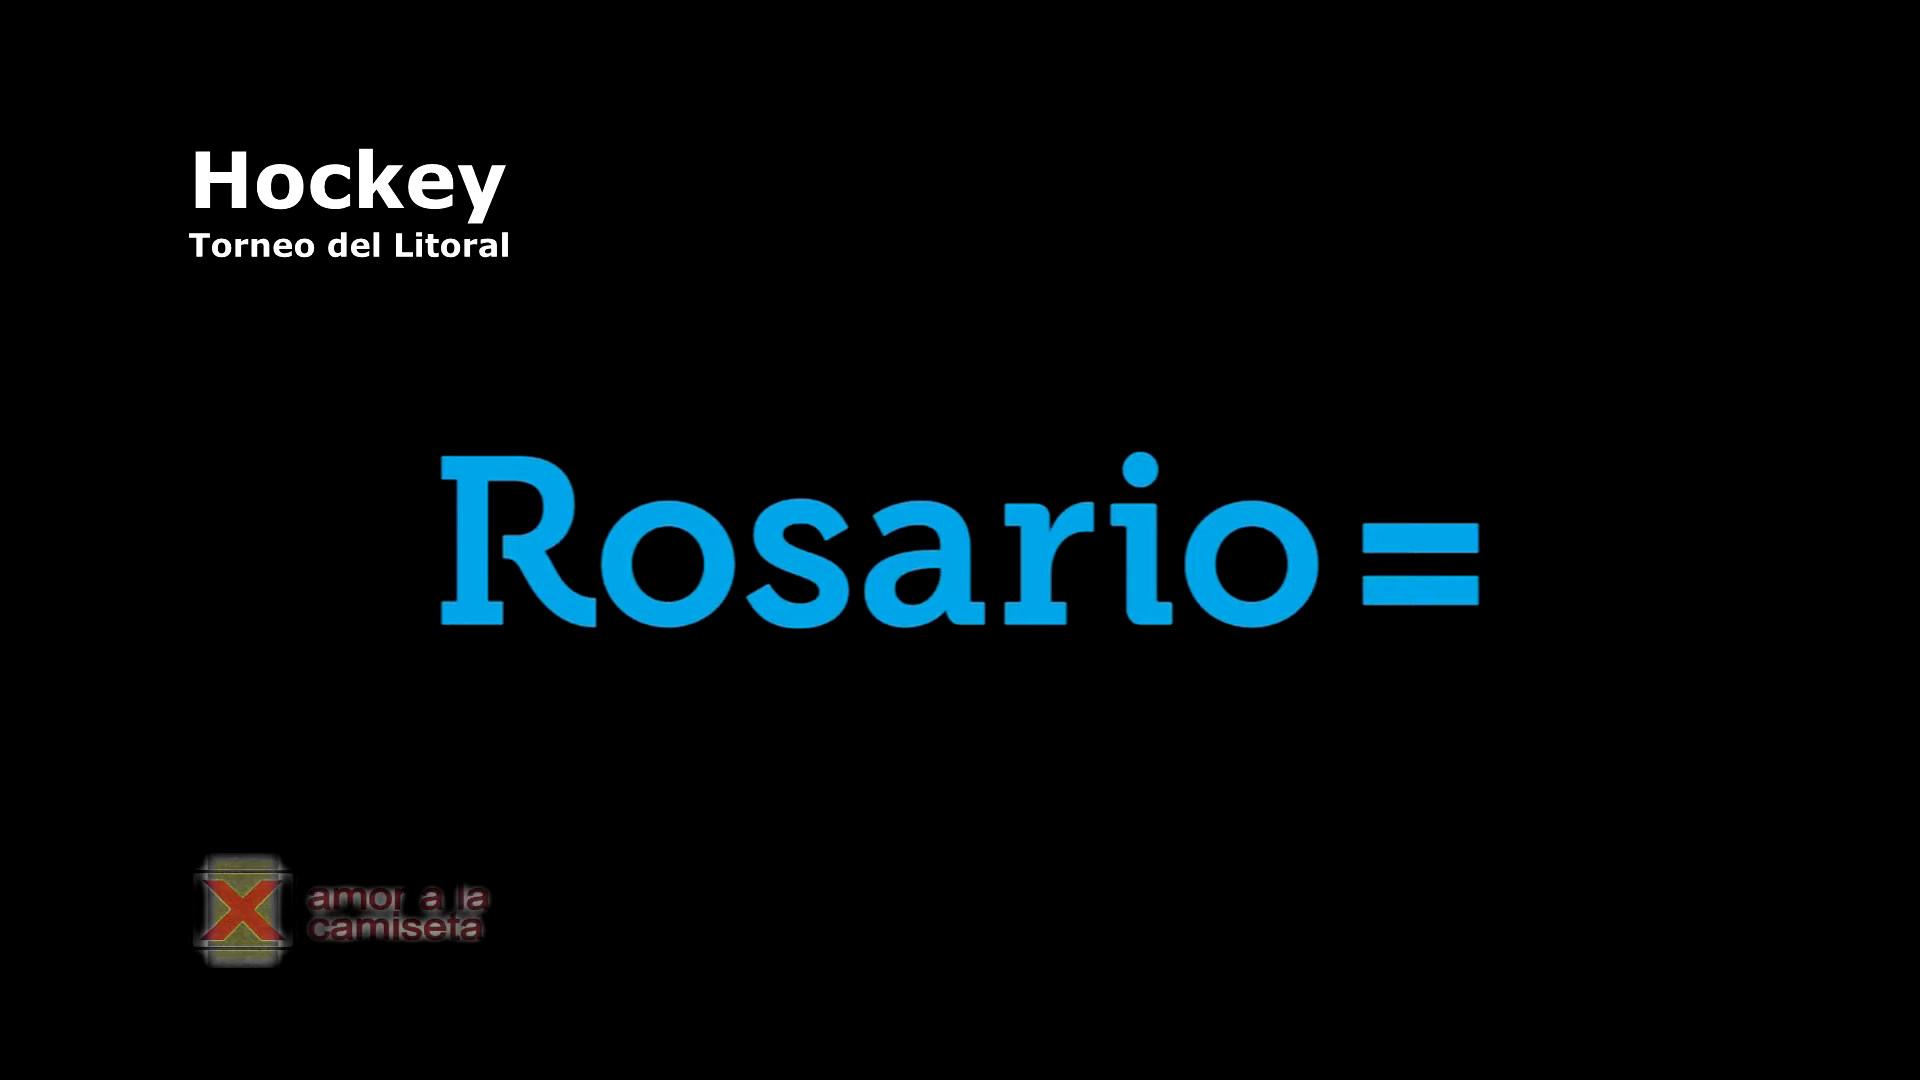 Hockey
Torneo del Litoral
Rosario=
X
amor a la
camiseta